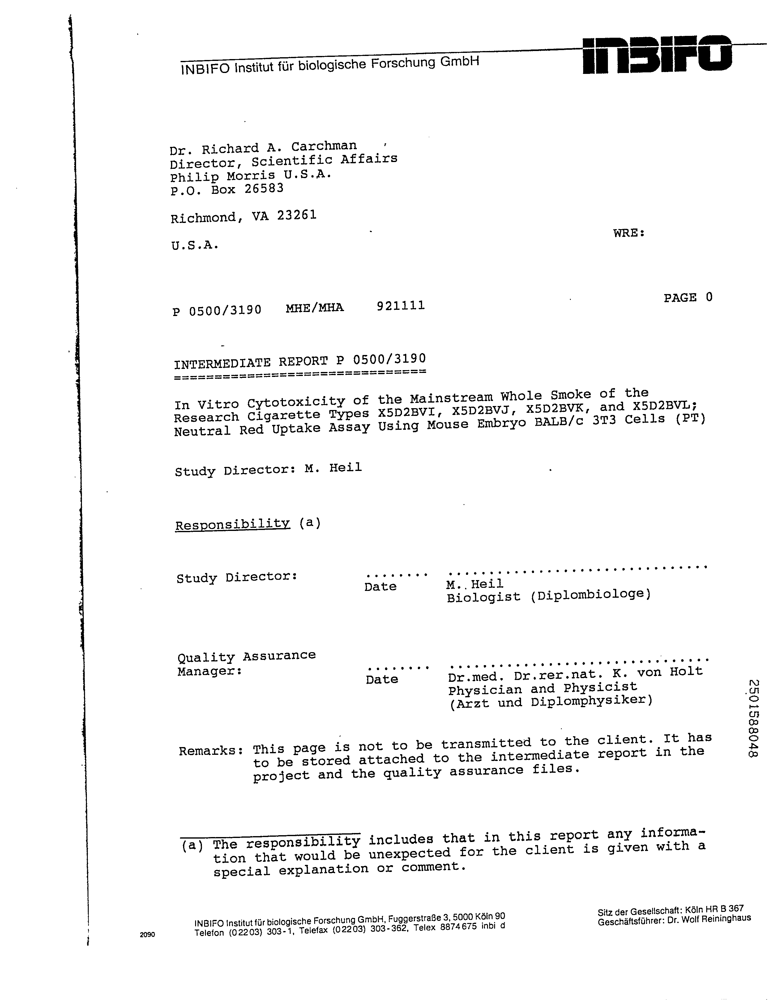 INBIFO Institut für biologische Forschung GmbH
INBIFO
Dr. Richard A. Carchman
Director, Scientific Affairs
Philip Morris U.S.A.
P.O. Box 26583
Richmond, VA 23261
WRE:
U.S.A.
PAGE 0
P 0500/3190 MHE/MHA 921111
INTERMEDIATE REPORT P 0500/3190
===============================
In Vitro Cytotoxicity of the Mainstream Whole Smoke of the
Research Cigarette Types X5D2BVI, X5D2BVJ, X5D2BVK, and X5D2BVL;
Neutral Red Uptake Assay Using Mouse Embryo BALB/c 3T3 Cells (PT)
Study Director: M. Heil
Responsibility (a)
Study Director: ........ ................................
Date M. Heil
Biologist (Diplombiologe)
Quality Assurance
Manager: ........ ................................
Date Dr.med. Dr.rer.nat. K. von Holt
Physician and Physicist
(Arzt und Diplomphysiker)
2501588048
Remarks: This page is not to be transmitted to the client. It has
to be stored attached to the intermediate report in the
project and the quality assurance files.
(a) The responsibility includes that in this report any informa-
tion that would be unexpected for the client is given with a
special explanation or comment.
INBIFO Institut für biologische Forschung GmbH, Fuggerstraße 3, 5000 Köln 90
Telefon (02203) 303-1, Telefax (02203) 303-362, Telex 8874675 inbi d
Sitz der Gesellschaft: Köln HR B 367
Geschäftsführer: Dr. Wolf Reininghaus
2090